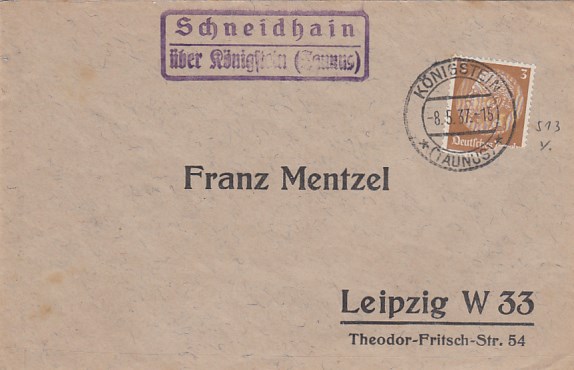 Schneidhain
über Königstein (Taunus)
KÖNIGSTEIN
-8.5.37.-15
* (TAUNUS) *
3
Deutsches
513
Franz Mentzel
Leipzig W 33
Theodor-Fritsch-Str. 54